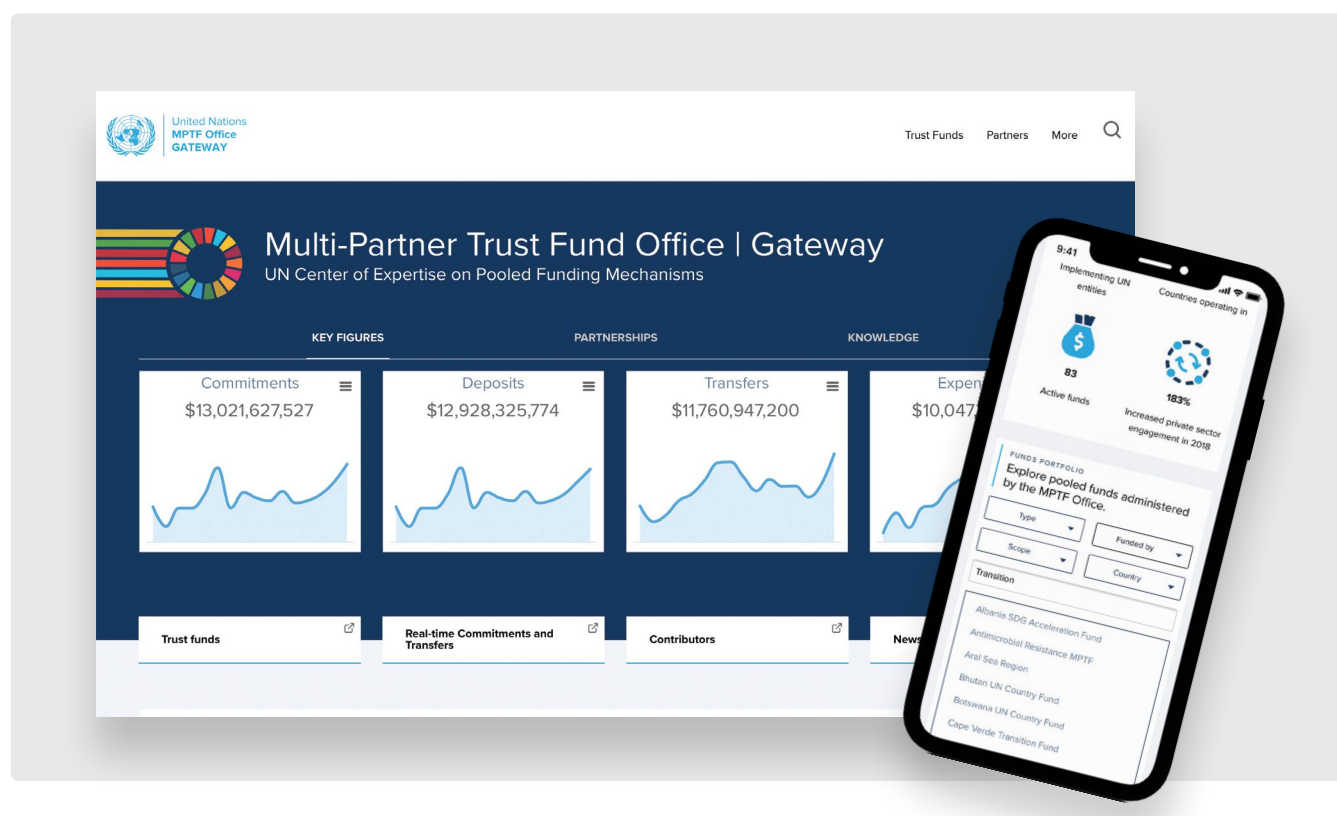 United Nations
MPTF Office
GATEWAY
Trust Funds
Partners
More
Multi-Partner Trust Fund Office | Gateway
UN Center of Expertise on Pooled Funding Mechanisms
KEY FIGURES
PARTNERSHIPS
KNOWLEDGE
Commitments
$13,021,627,527
Deposits
$12,928,325,774
Transfers
$11,760,947,200
Expen
$10,047,
Trust funds
Real-time Commitments and
Transfers
Contributors
News
9:41
Implementing UN
entities
Countries operating in
83
Active funds
183%
Increased private sector
engagement in 2018
FUNDS PORTFOLIO
Explore pooled funds administered
by the MPTF Office.
Type
Funded by
Scope
Country
Transition
Albania SDG Acceleration Fund
Antimicrobial Resistance MPTF
Aral Sea Region
Bhutan UN Country Fund
Botswana UN Country Fund
Cape Verde Transition Fund